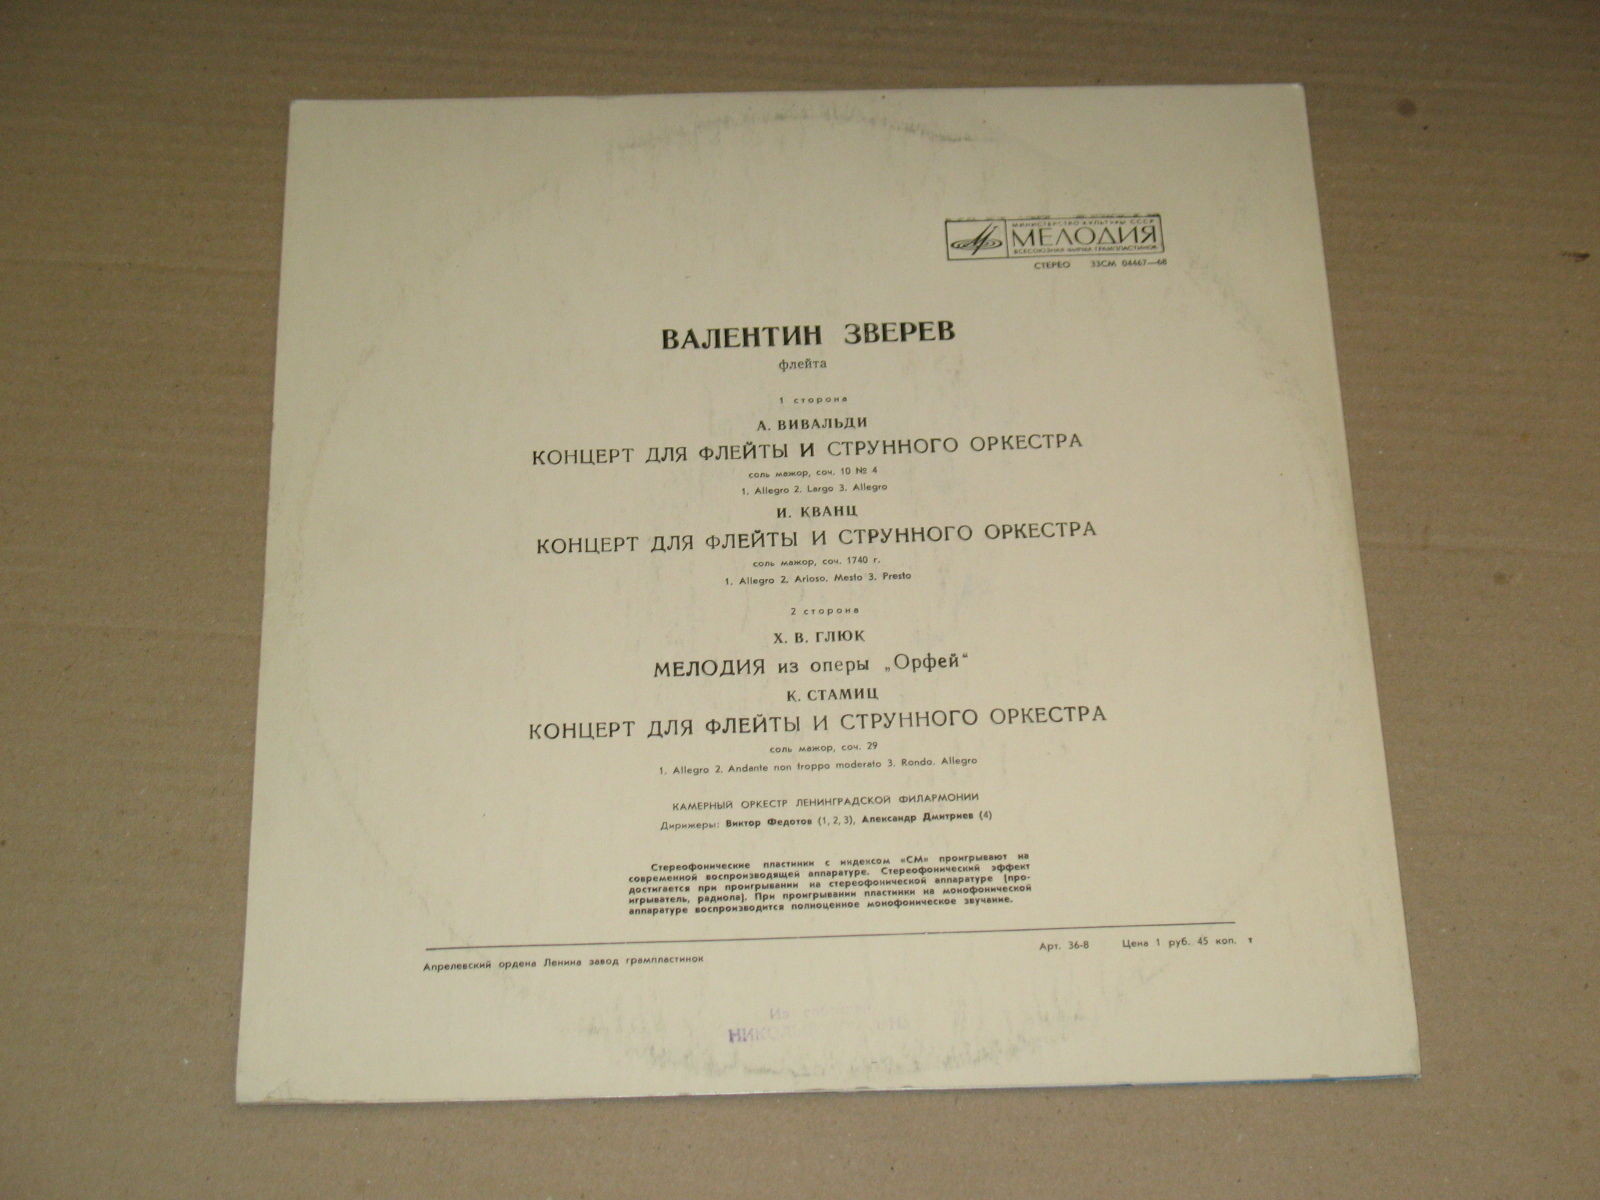 МИНИСТЕРСТВО КУЛЬТУРЫ СССР
МЕЛОДИЯ
ВСЕСОЮЗНАЯ ФИРМА ГРАМПЛАСТИНОК
СТЕРЕО 33СМ 04467—68
ВАЛЕНТИН ЗВЕРЕВ
флейта
1 сторона
А. ВИВАЛЬДИ
КОНЦЕРТ ДЛЯ ФЛЕЙТЫ И СТРУННОГО ОРКЕСТРА
соль мажор, соч. 10 № 4
1. Allegro 2. Largo 3. Allegro
И. КВАНЦ
КОНЦЕРТ ДЛЯ ФЛЕЙТЫ И СТРУННОГО ОРКЕСТРА
соль мажор, соч. 1740 г.
1. Allegro 2. Arioso. Mesto 3. Presto
2 сторона
Х. В. ГЛЮК
МЕЛОДИЯ из оперы „Орфей“
К. СТАМИЦ
КОНЦЕРТ ДЛЯ ФЛЕЙТЫ И СТРУННОГО ОРКЕСТРА
соль мажор, соч. 29
1. Allegro 2. Andante non troppo moderato 3. Rondo. Allegro
КАМЕРНЫЙ ОРКЕСТР ЛЕНИНГРАДСКОЙ ФИЛАРМОНИИ
Дирижеры: Виктор Федотов (1, 2, 3), Александр Дмитриев (4)
Стереофонические пластинки с индексом «СМ» проигрывают на
современной воспроизводящей аппаратуре. Стереофонический эффект
достигается при проигрывании на стереофонической аппаратуре (про-
игрыватель, радиола). При проигрывании пластинки на монофонической
аппаратуре воспроизводится полноценное монофоническое звучание.
Арт. 36-8 Цена 1 руб. 45 коп. т
Апрелевский ордена Ленина завод грампластинок